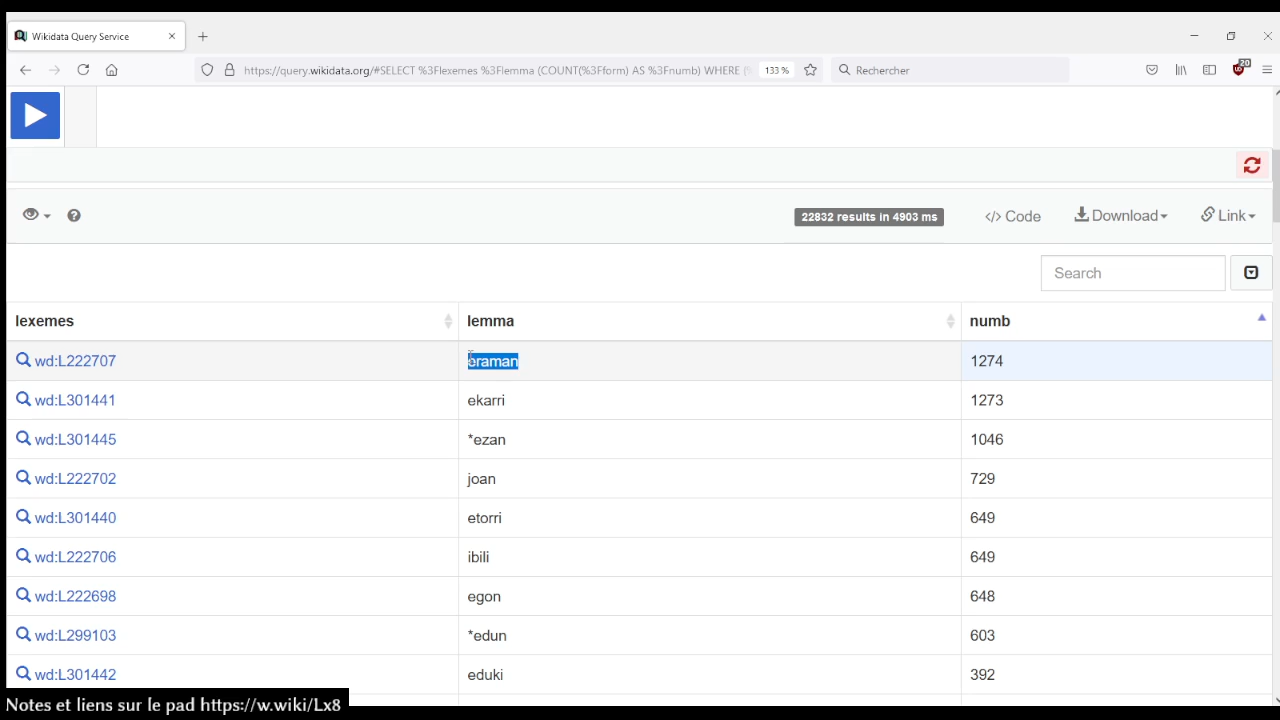 Wikidata Query Service
https://query.wikidata.org/#SELECT %3Flexemes %3Flemma (COUNT(%3Fform) AS %3Fnumb) WHERE {
133 %
Rechercher
20
22832 results in 4903 ms
</> Code
Download
Link
Search
lexemes lemma numb
wd:L222707 eraman 1274
wd:L301441 ekarri 1273
wd:L301445 *ezan 1046
wd:L222702 joan 729
wd:L301440 etorri 649
wd:L222706 ibili 649
wd:L222698 egon 648
wd:L299103 *edun 603
wd:L301442 eduki 392
Notes et liens sur le pad https://w.wiki/Lx8